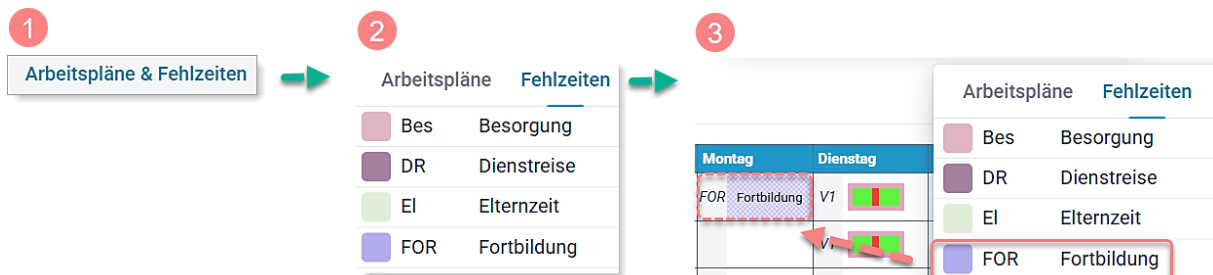 1
Arbeitspläne & Fehlzeiten
2
Arbeitspläne Fehlzeiten
Bes Besorgung
DR Dienstreise
El Elternzeit
FOR Fortbildung
3
Montag Dienstag
FOR Fortbildung V1
V1
Arbeitspläne Fehlzeiten
Bes Besorgung
DR Dienstreise
El Elternzeit
FOR Fortbildung